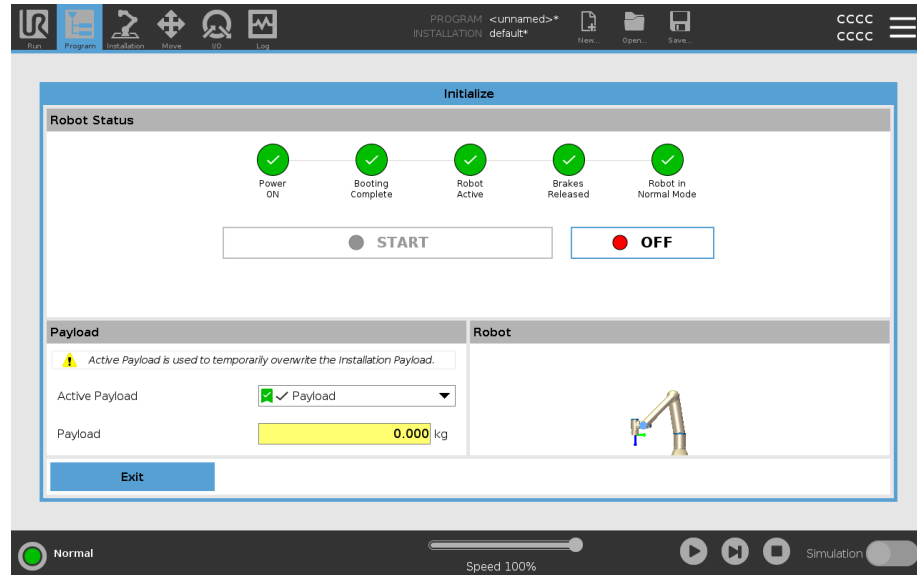 UR
PROGRAM <unnamed>*
INSTALLATION default*
CCCC
CCCC
Run
Program
Installation
Move
I/O
Log
New...
Open...
Save...
Initialize
Robot Status
Power
ON
Booting
Complete
Robot
Active
Brakes
Released
Robot in
Normal Mode
START
OFF
Payload
Robot
Active Payload is used to temporarily overwrite the Installation Payload.
Active Payload
Payload
Payload
0.000 kg
Exit
Normal
Speed 100%
Simulation